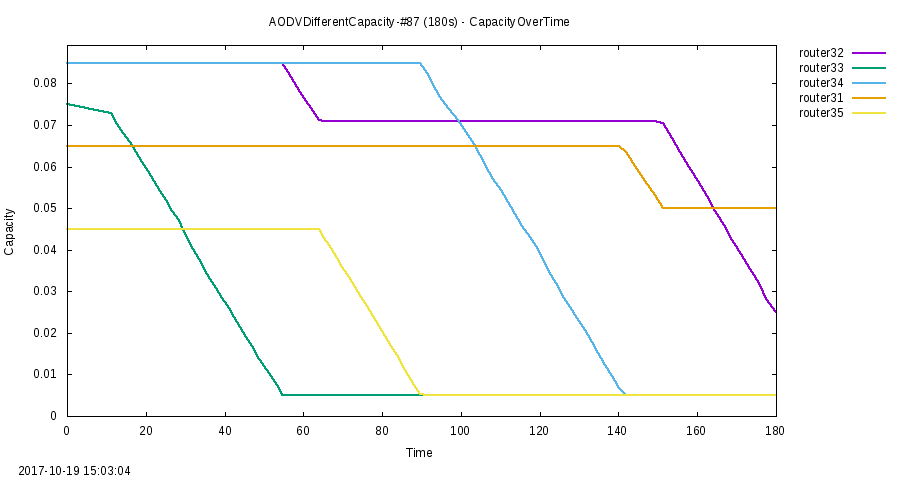 AODVDifferentCapacity-#87 (180s) - CapacityOverTime
router32
router33
router34
router31
router35
0.08
0.07
0.06
0.05
0.04
0.03
0.02
0.01
0
Capacity
0 20 40 60 80 100 120 140 160 180
Time
2017-10-19 15:03:04